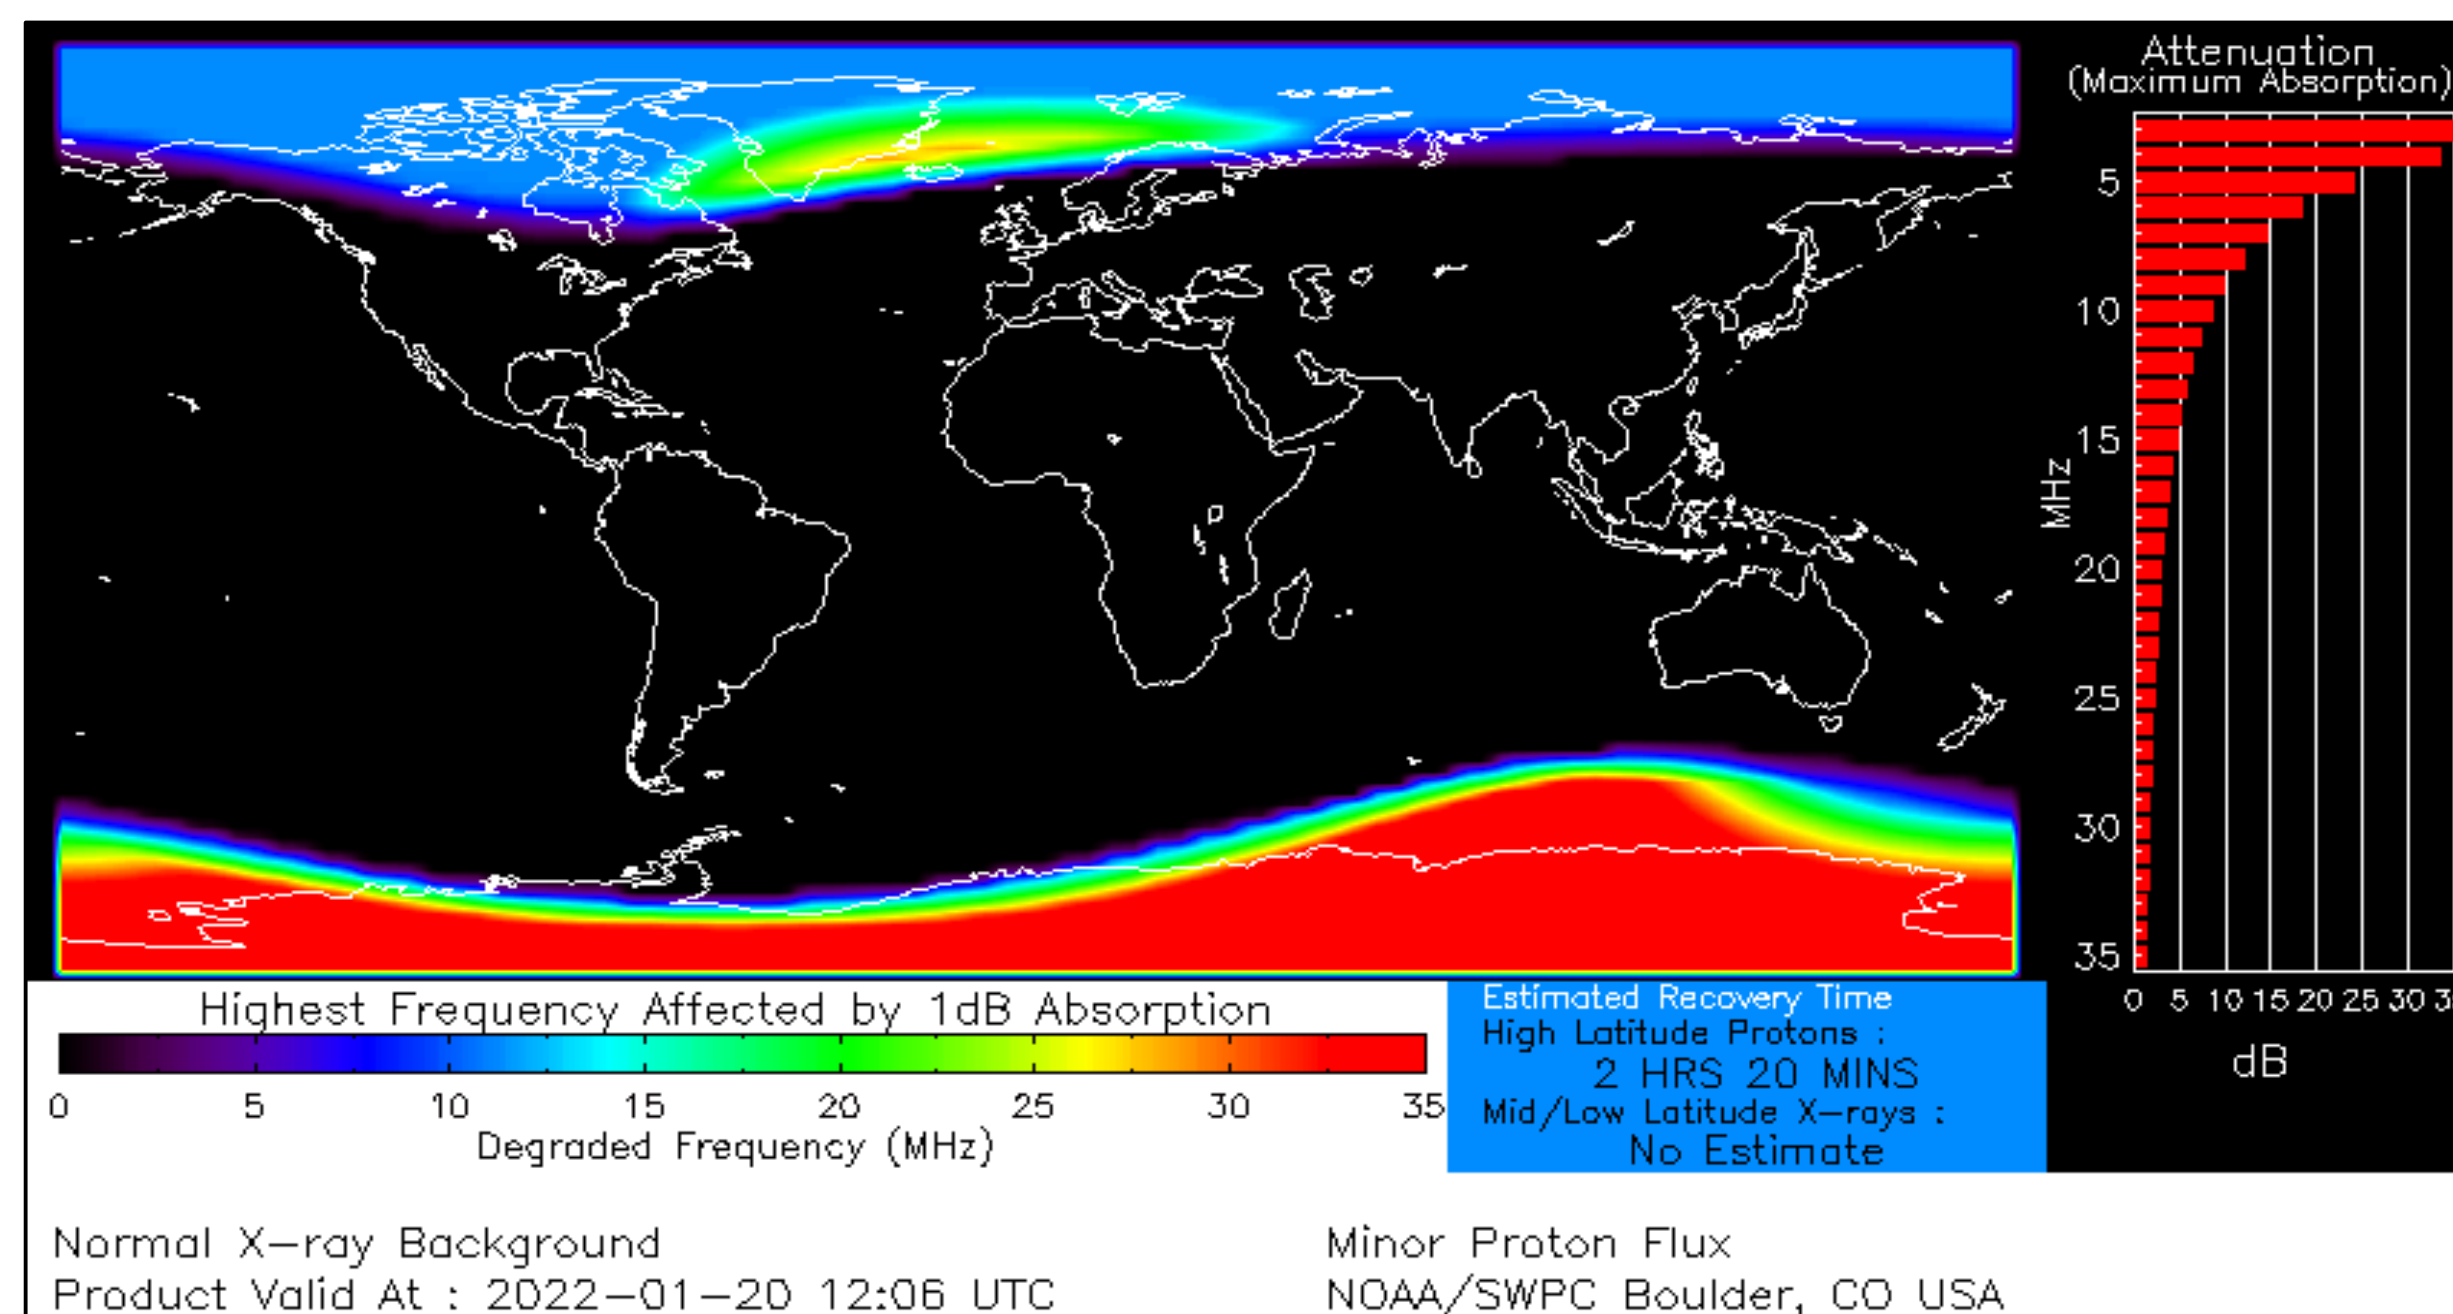 Attenuation
(Maximum Absorption)
5
10
15
20
25
30
35
MHz
0 5 10 15 20 25 30 3
dB
Highest Frequency Affected by 1dB Absorption
0 5 10 15 20 25 30 35
Degraded Frequency (MHz)
Estimated Recovery Time
High Latitude Protons :
2 HRS 20 MINS
Mid/Low Latitude X-rays :
No Estimate
Normal X-ray Background
Minor Proton Flux
Product Valid At : 2022-01-20 12:06 UTC
NOAA/SWPC Boulder, CO USA